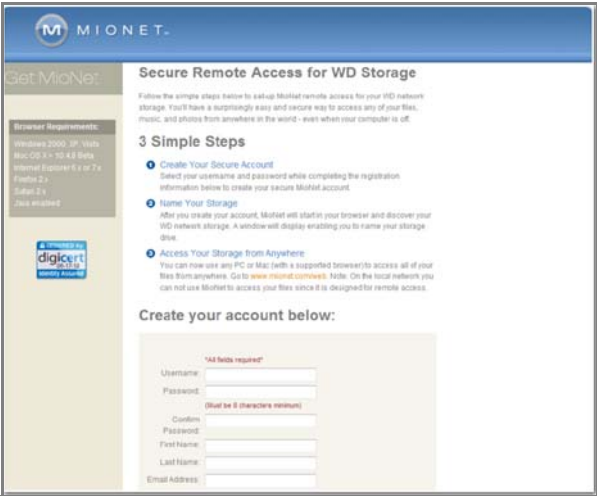 MIONET™
Get MioNet
Secure Remote Access for WD Storage
Follow the simple steps below to set-up MioNet remote access for your WD network
storage. You'll have a surprisingly easy and secure way to access any of your files,
music, and photos from anywhere in the world - even when your computer is off.
Browser Requirements:
Windows 2000, XP, Vista
Mac OS X > 10.4.8 Beta
Internet Explorer 6.x or 7.x
Firefox 2.x
Safari 2.x
Java enabled
3 Simple Steps
1 Create Your Secure Account
Select your username and password while completing the registration
information below to create your secure MioNet account.
2 Name Your Storage
After you create your account, MioNet will start in your browser and discover your
WD network storage. A window will display enabling you to name your storage
drive.
3 Access Your Storage from Anywhere
You can now use any PC or Mac (with a supported browser) to access all of your
files from anywhere. Go to www.mionet.com/web. Note: On the local network you
can not use MioNet to access your files since it is designed for remote access.
SECURED by
digicert
Identity Assured
Create your account below:
*All fields required*
Username:
Password:
(Must be 8 characters minimum)
Confirm
Password:
First Name:
Last Name:
Email Address: